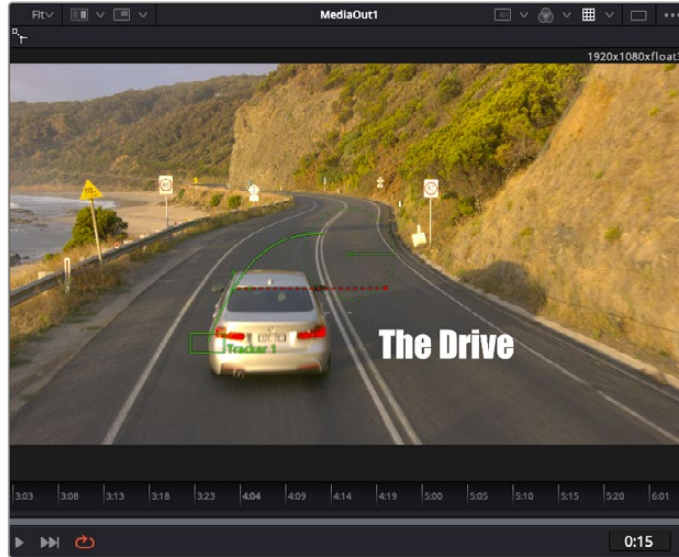 Fit
MediaOut1
1920x1080xfloat3
Tracker 1
The Drive
3:03 3:08 3:13 3:18 3:23 4:04 4:09 4:14 4:19 5:00 5:05 5:10 5:15 5:20 6:01
0:15